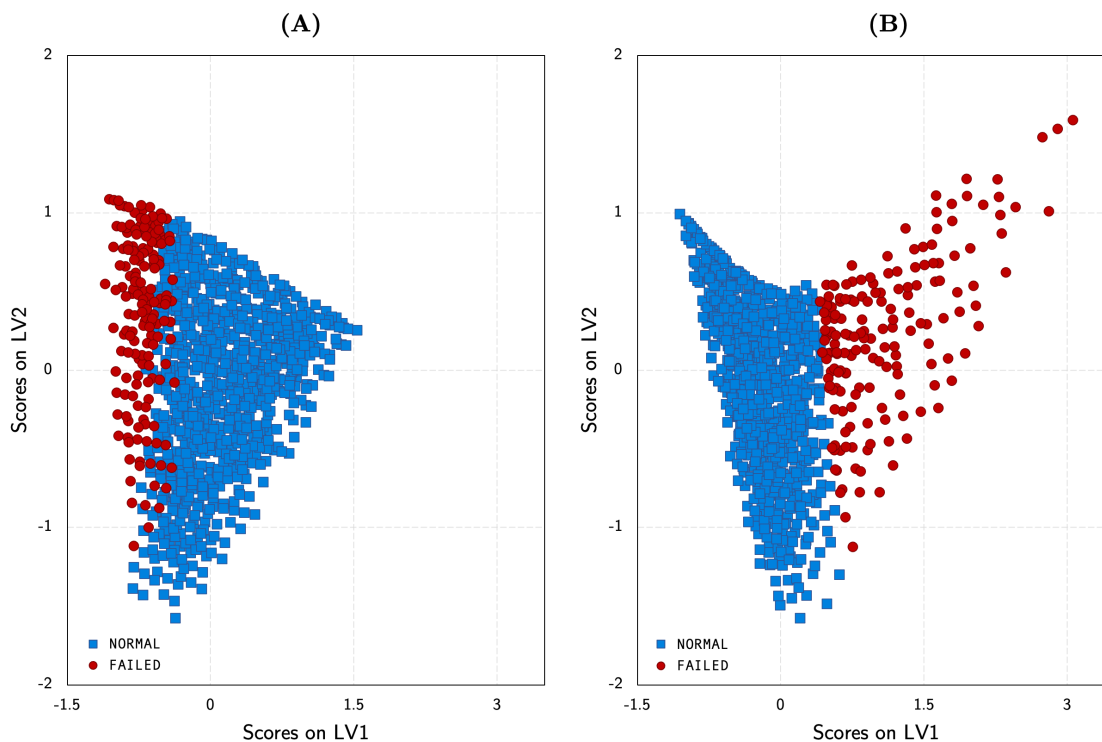 (A)
2
1
0
-1
-2
-1.5 0 1.5 3
Scores on LV1
Scores on LV2
NORMAL
FAILED
(B)
2
1
0
-1
-2
-1.5 0 1.5 3
Scores on LV1
Scores on LV2
NORMAL
FAILED